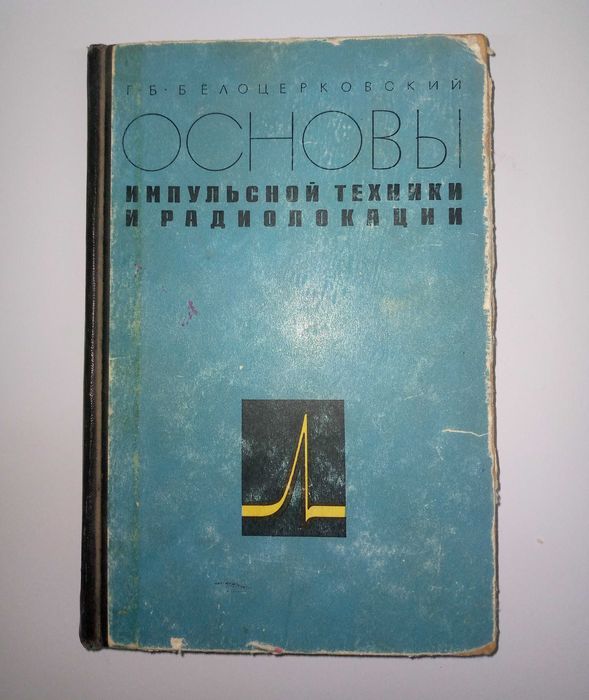 Г·Б·БЕЛОЦЕРКОВСКИЙ
ОСНОВЫ
ИМПУЛЬСНОЙ ТЕХНИКИ
И РАДИОЛОКАЦИИ